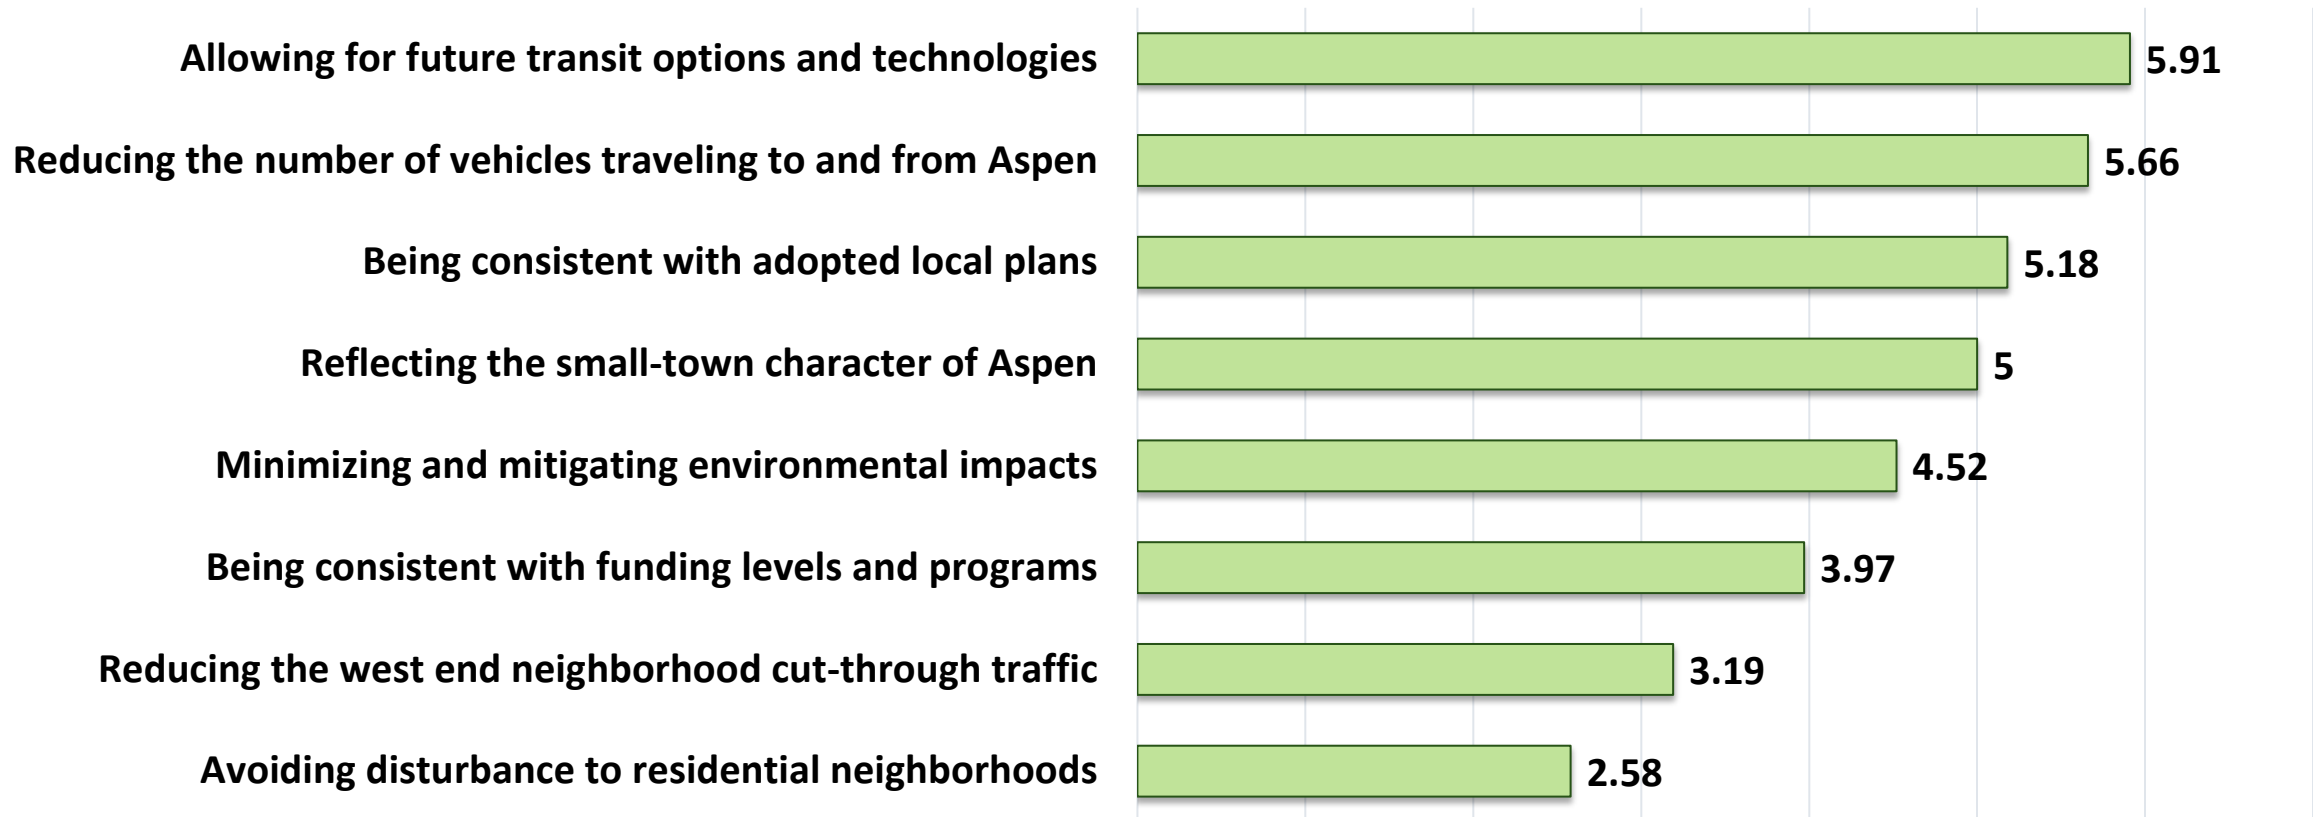 Allowing for future transit options and technologies 5.91
Reducing the number of vehicles traveling to and from Aspen 5.66
Being consistent with adopted local plans 5.18
Reflecting the small-town character of Aspen 5
Minimizing and mitigating environmental impacts 4.52
Being consistent with funding levels and programs 3.97
Reducing the west end neighborhood cut-through traffic 3.19
Avoiding disturbance to residential neighborhoods 2.58